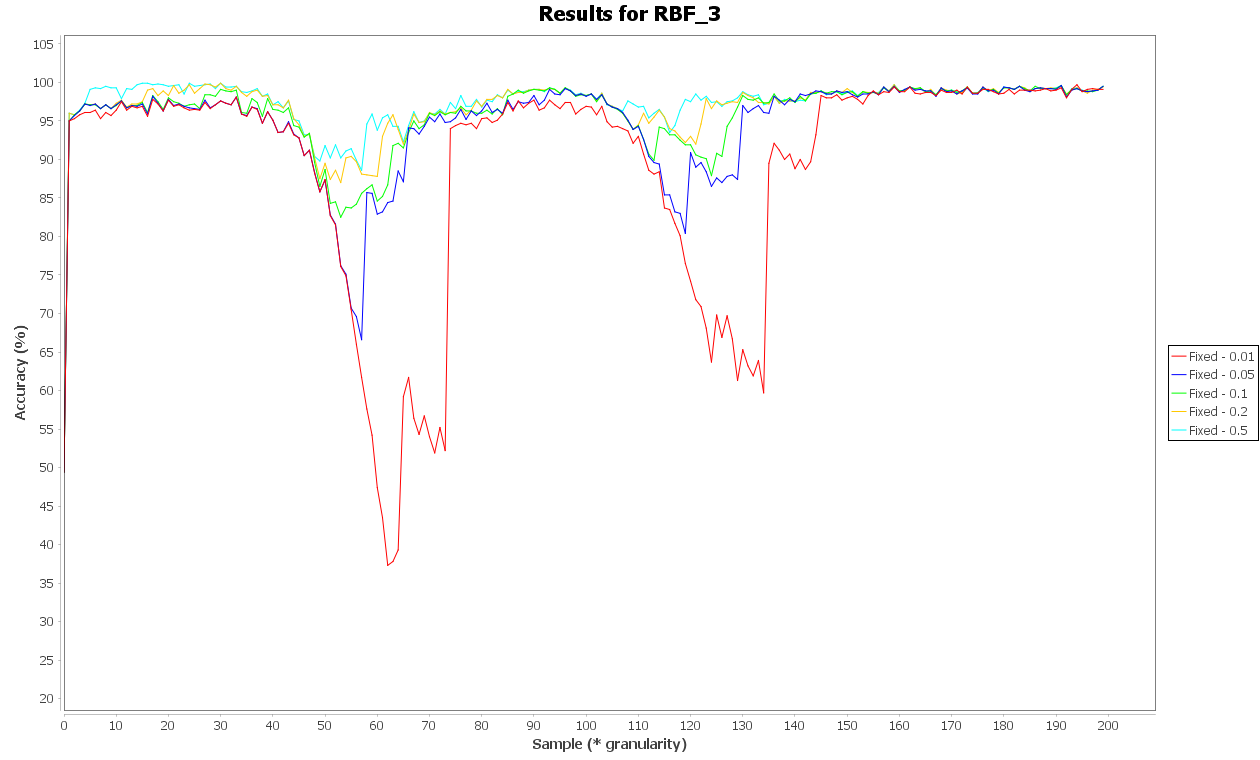 Results for RBF_3
Accuracy (%)
105
100
95
90
85
80
75
70
65
60
55
50
45
40
35
30
25
20
0 10 20 30 40 50 60 70 80 90 100 110 120 130 140 150 160 170 180 190 200
Sample (* granularity)
Fixed - 0.01
Fixed - 0.05
Fixed - 0.1
Fixed - 0.2
Fixed - 0.5